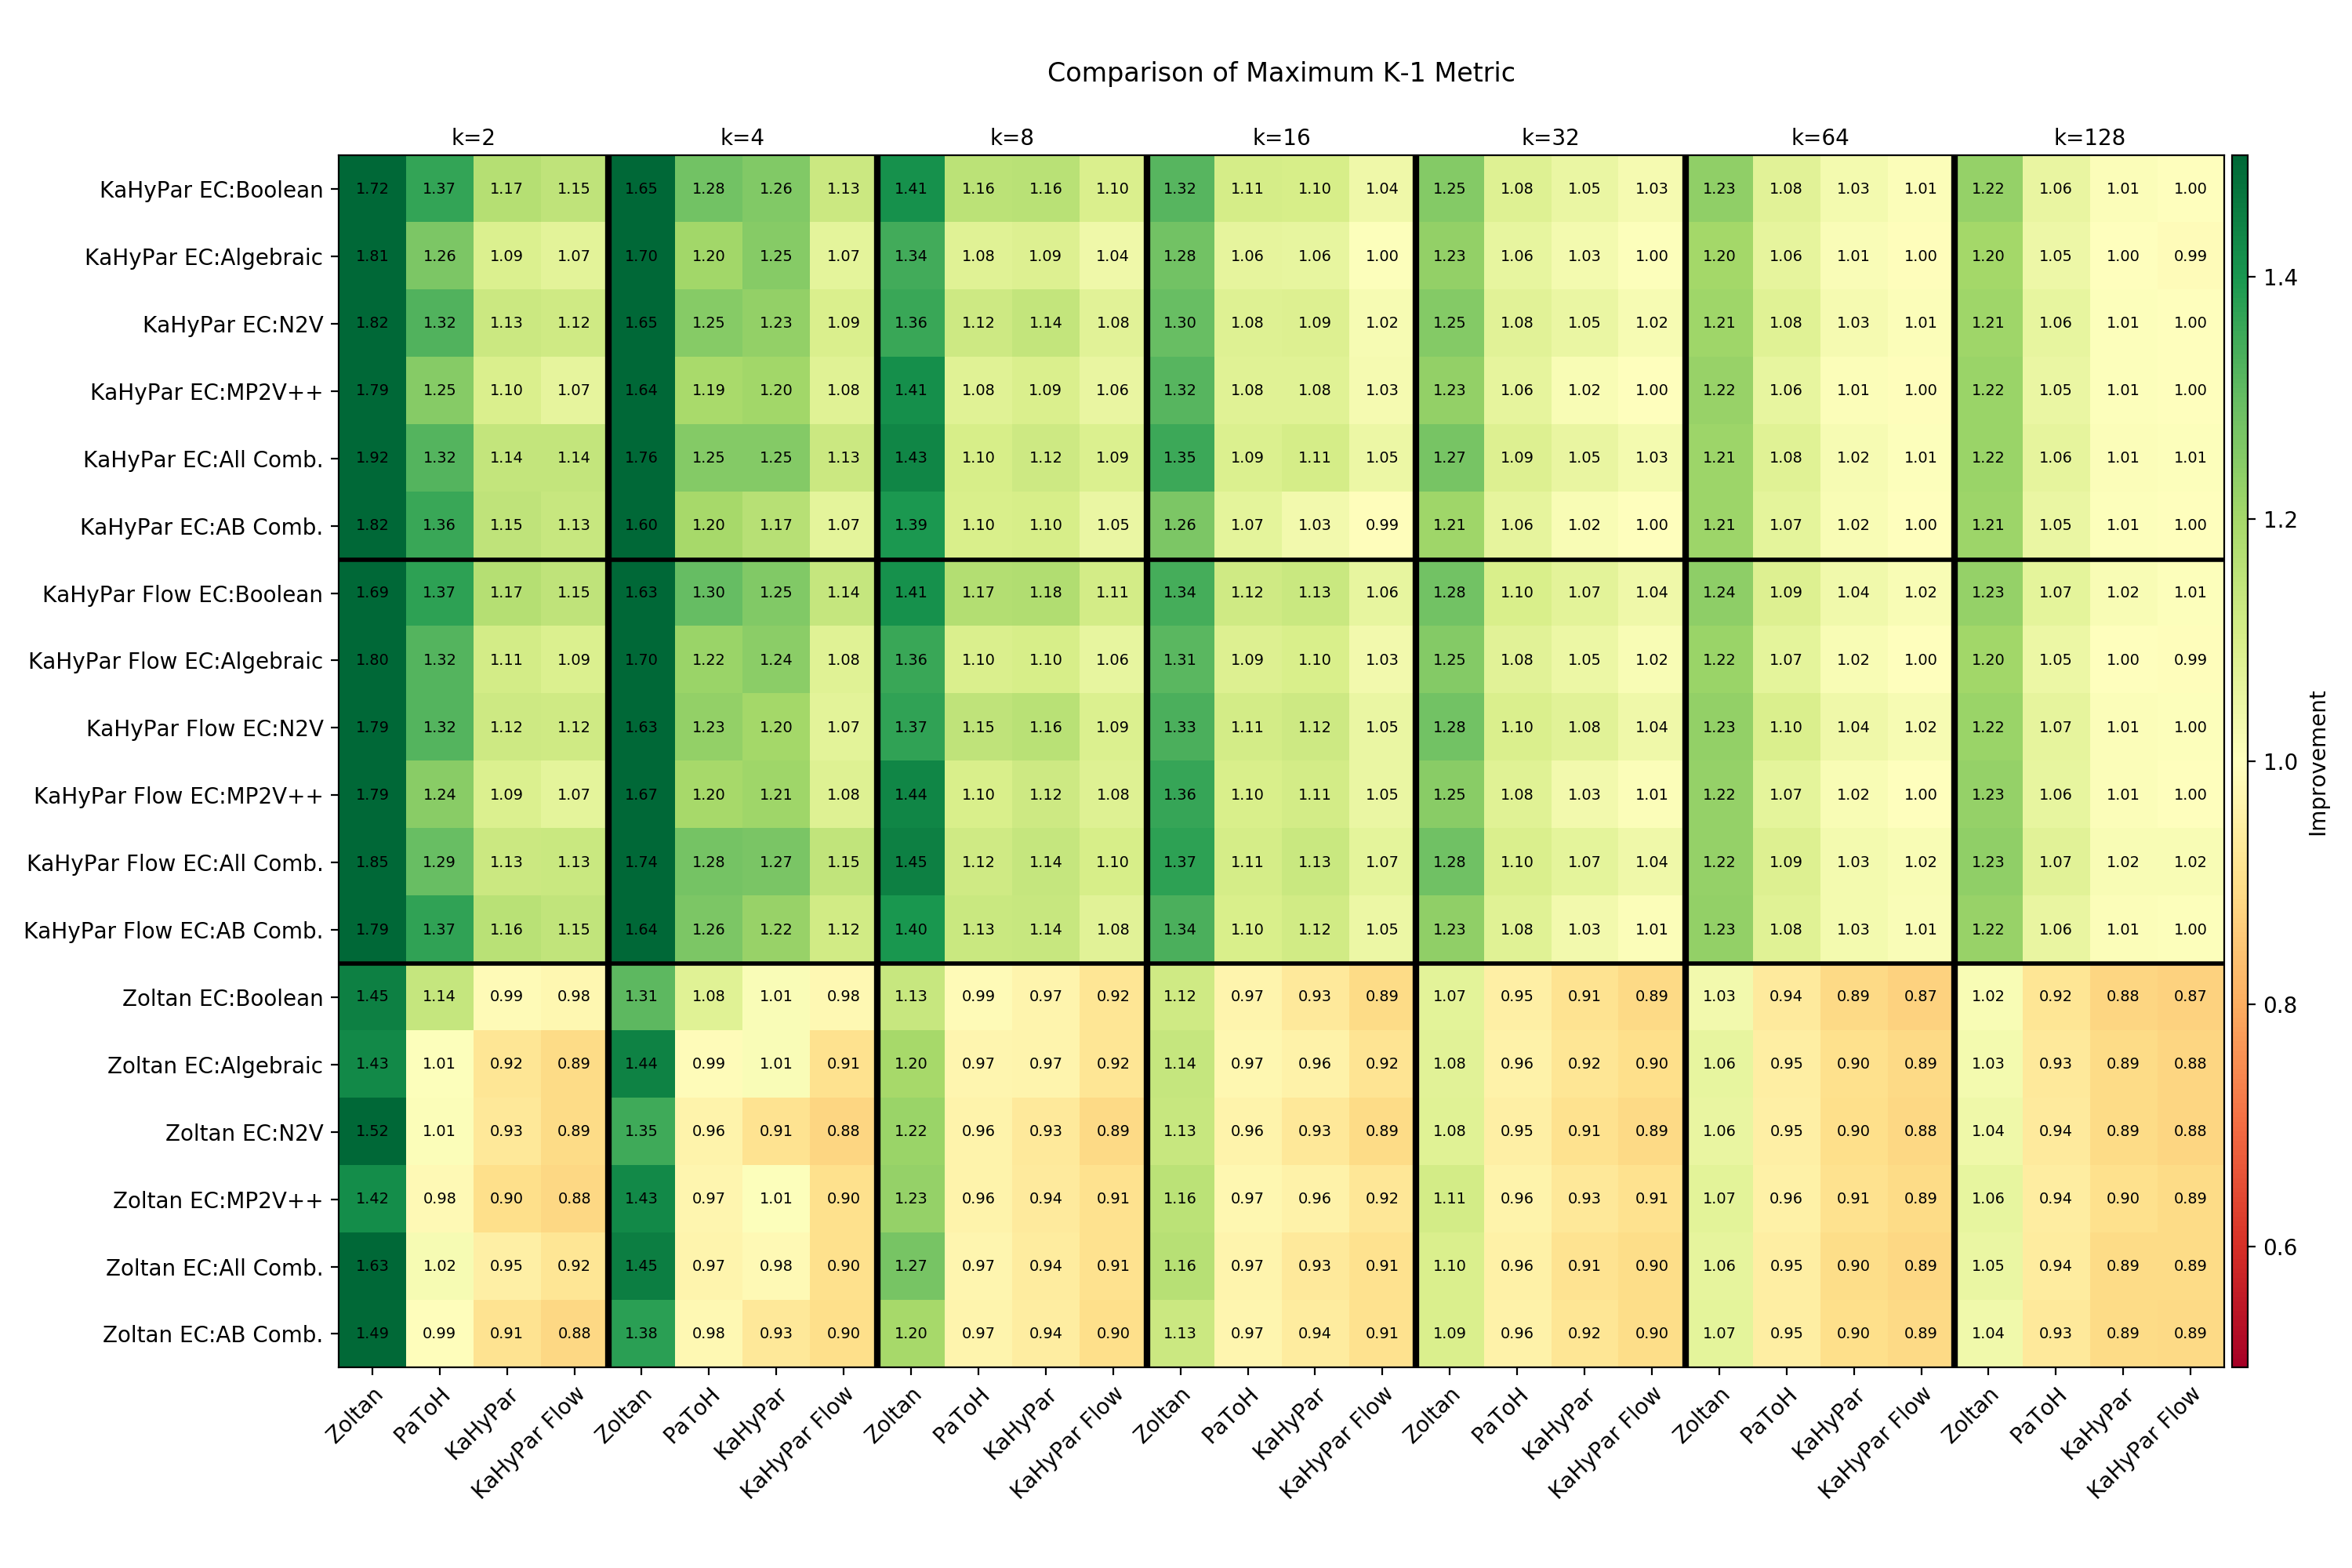 Comparison of Maximum K-1 Metric
k=2 k=4 k=8 k=16 k=32 k=64 k=128
KaHyPar EC:Boolean 1.72 1.37 1.17 1.15 1.65 1.28 1.26 1.13 1.41 1.16 1.16 1.10 1.32 1.11 1.10 1.04 1.25 1.08 1.05 1.03 1.23 1.08 1.03 1.01 1.22 1.06 1.01 1.00
KaHyPar EC:Algebraic 1.81 1.26 1.09 1.07 1.70 1.20 1.25 1.07 1.34 1.08 1.09 1.04 1.28 1.06 1.06 1.00 1.23 1.06 1.03 1.00 1.20 1.06 1.01 1.00 1.20 1.05 1.00 0.99
KaHyPar EC:N2V 1.82 1.32 1.13 1.12 1.65 1.25 1.23 1.09 1.36 1.12 1.14 1.08 1.30 1.08 1.09 1.02 1.25 1.08 1.05 1.02 1.21 1.08 1.03 1.01 1.21 1.06 1.01 1.00
KaHyPar EC:MP2V++ 1.79 1.25 1.10 1.07 1.64 1.19 1.20 1.08 1.41 1.08 1.09 1.06 1.32 1.08 1.08 1.03 1.23 1.06 1.02 1.00 1.22 1.06 1.01 1.00 1.22 1.05 1.01 1.00
KaHyPar EC:All Comb. 1.92 1.32 1.14 1.14 1.76 1.25 1.25 1.13 1.43 1.10 1.12 1.09 1.35 1.09 1.11 1.05 1.27 1.09 1.05 1.03 1.21 1.08 1.02 1.01 1.22 1.06 1.01 1.01
KaHyPar EC:AB Comb. 1.82 1.36 1.15 1.13 1.60 1.20 1.17 1.07 1.39 1.10 1.10 1.05 1.26 1.07 1.03 0.99 1.21 1.06 1.02 1.00 1.21 1.07 1.02 1.00 1.21 1.05 1.01 1.00
KaHyPar Flow EC:Boolean 1.69 1.37 1.17 1.15 1.63 1.30 1.25 1.14 1.41 1.17 1.18 1.11 1.34 1.12 1.13 1.06 1.28 1.10 1.07 1.04 1.24 1.09 1.04 1.02 1.23 1.07 1.02 1.01
KaHyPar Flow EC:Algebraic 1.80 1.32 1.11 1.09 1.70 1.22 1.24 1.08 1.36 1.10 1.10 1.06 1.31 1.09 1.10 1.03 1.25 1.08 1.05 1.02 1.22 1.07 1.02 1.00 1.20 1.05 1.00 0.99
KaHyPar Flow EC:N2V 1.79 1.32 1.12 1.12 1.63 1.23 1.20 1.07 1.37 1.15 1.16 1.09 1.33 1.11 1.12 1.05 1.28 1.10 1.08 1.04 1.23 1.10 1.04 1.02 1.22 1.07 1.01 1.00
KaHyPar Flow EC:MP2V++ 1.79 1.24 1.09 1.07 1.67 1.20 1.21 1.08 1.44 1.10 1.12 1.08 1.36 1.10 1.11 1.05 1.25 1.08 1.03 1.01 1.22 1.07 1.02 1.00 1.23 1.06 1.01 1.00
KaHyPar Flow EC:All Comb. 1.85 1.29 1.13 1.13 1.74 1.28 1.27 1.15 1.45 1.12 1.14 1.10 1.37 1.11 1.13 1.07 1.28 1.10 1.07 1.04 1.22 1.09 1.03 1.02 1.23 1.07 1.02 1.02
KaHyPar Flow EC:AB Comb. 1.79 1.37 1.16 1.15 1.64 1.26 1.22 1.12 1.40 1.13 1.14 1.08 1.34 1.10 1.12 1.05 1.23 1.08 1.03 1.01 1.23 1.08 1.03 1.01 1.22 1.06 1.01 1.00
Zoltan EC:Boolean 1.45 1.14 0.99 0.98 1.31 1.08 1.01 0.98 1.13 0.99 0.97 0.92 1.12 0.97 0.93 0.89 1.07 0.95 0.91 0.89 1.03 0.94 0.89 0.87 1.02 0.92 0.88 0.87
Zoltan EC:Algebraic 1.43 1.01 0.92 0.89 1.44 0.99 1.01 0.91 1.20 0.97 0.97 0.92 1.14 0.97 0.96 0.92 1.08 0.96 0.92 0.90 1.06 0.95 0.90 0.89 1.03 0.93 0.89 0.88
Zoltan EC:N2V 1.52 1.01 0.93 0.89 1.35 0.96 0.91 0.88 1.22 0.96 0.93 0.89 1.13 0.96 0.93 0.89 1.08 0.95 0.91 0.89 1.06 0.95 0.90 0.88 1.04 0.94 0.89 0.88
Zoltan EC:MP2V++ 1.42 0.98 0.90 0.88 1.43 0.97 1.01 0.90 1.23 0.96 0.94 0.91 1.16 0.97 0.96 0.92 1.11 0.96 0.93 0.91 1.07 0.96 0.91 0.89 1.06 0.94 0.90 0.89
Zoltan EC:All Comb. 1.63 1.02 0.95 0.92 1.45 0.97 0.98 0.90 1.27 0.97 0.94 0.91 1.16 0.97 0.93 0.91 1.10 0.96 0.91 0.90 1.06 0.95 0.90 0.89 1.05 0.94 0.89 0.89
Zoltan EC:AB Comb. 1.49 0.99 0.91 0.88 1.38 0.98 0.93 0.90 1.20 0.97 0.94 0.90 1.13 0.97 0.94 0.91 1.09 0.96 0.92 0.90 1.07 0.95 0.90 0.89 1.04 0.93 0.89 0.89
Zoltan PaToH KaHyPar KaHyPar Flow Zoltan PaToH KaHyPar KaHyPar Flow Zoltan PaToH KaHyPar KaHyPar Flow Zoltan PaToH KaHyPar KaHyPar Flow Zoltan PaToH KaHyPar KaHyPar Flow Zoltan PaToH KaHyPar KaHyPar Flow Zoltan PaToH KaHyPar KaHyPar Flow
1.4
1.2
1.0
0.8
0.6
Improvement